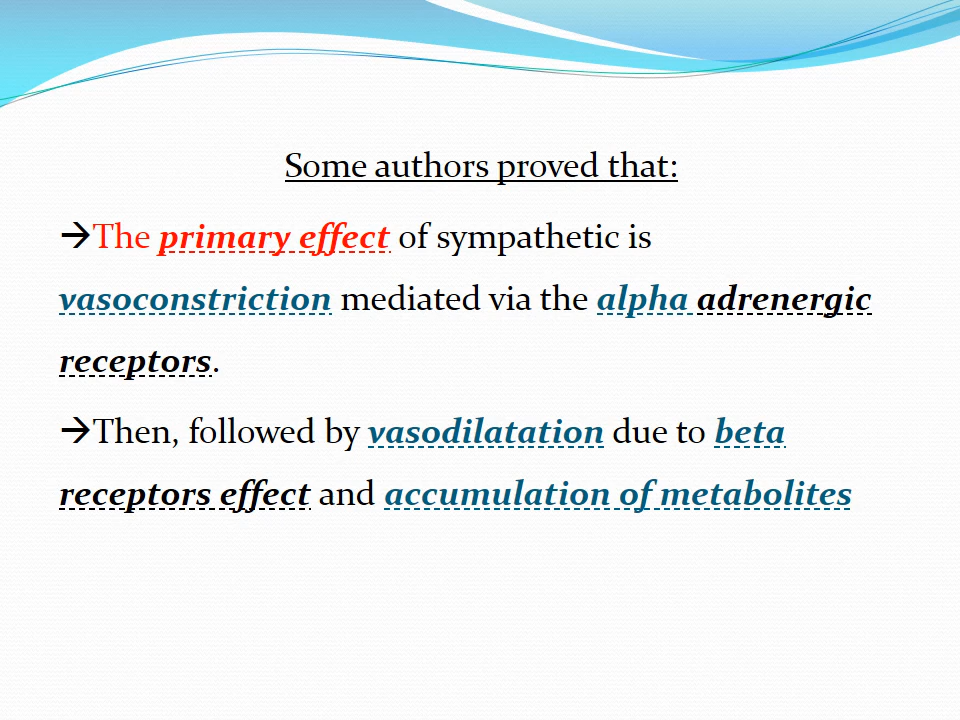 Some authors proved that:
→The primary effect of sympathetic is
vasoconstriction mediated via the alpha adrenergic
receptors.
→Then, followed by vasodilatation due to beta
receptors effect and accumulation of metabolites